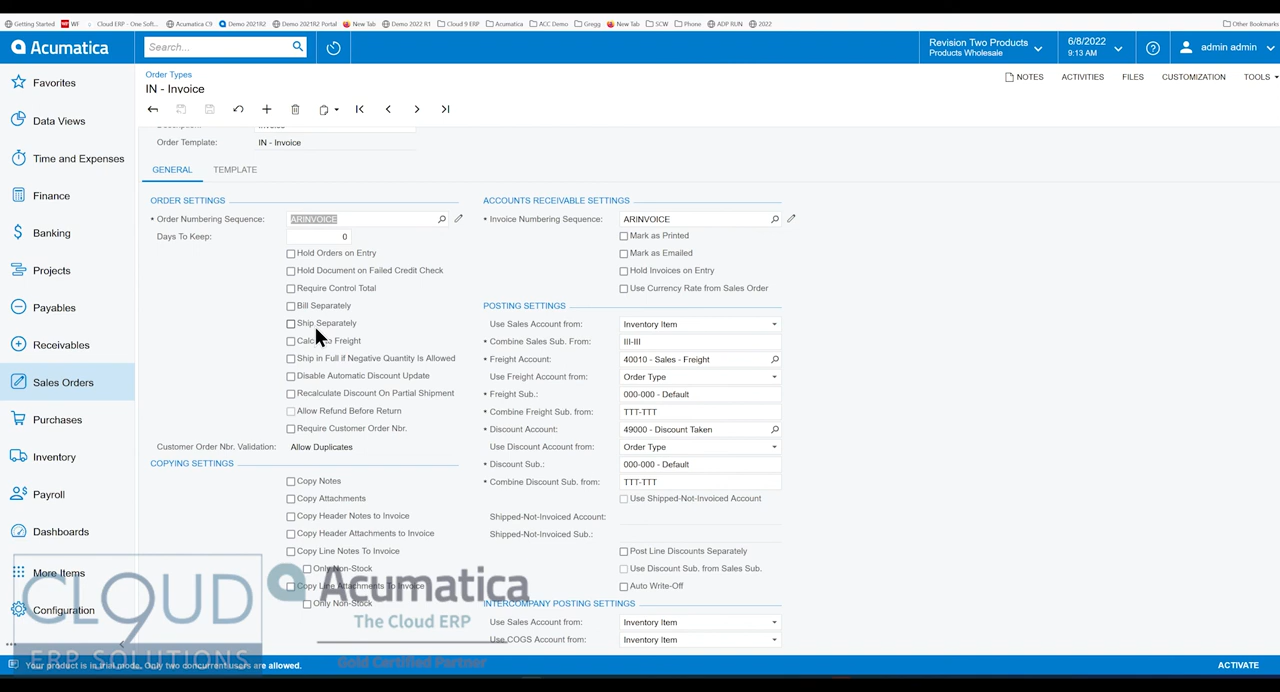 Getting Started WF Cloud ERP - One Soft... Acumatica C9 Demo 2021R2 Demo 2021R2 Portal New Tab Demo 2022 R1 Cloud 9 ERP Acumatica ACC Demo Gregg New Tab SCW Phone ADP RUN 2022 Other Bookmarks
Acumatica Search... Revision Two Products Products Wholesale 6/8/2022 9:13 AM admin admin
Order Types
IN - Invoice
NOTES ACTIVITIES FILES CUSTOMIZATION TOOLS
Favorites
Data Views
Time and Expenses
Finance
Banking
Projects
Payables
Receivables
Sales Orders
Purchases
Inventory
Payroll
Dashboards
More Items
Configuration
Order Template: IN - Invoice
GENERAL TEMPLATE
ORDER SETTINGS
Order Numbering Sequence: ARINVOICE
Days To Keep: 0
Hold Orders on Entry
Hold Document on Failed Credit Check
Require Control Total
Bill Separately
Ship Separately
Freight
Ship in Full if Negative Quantity Is Allowed
Disable Automatic Discount Update
Recalculate Discount On Partial Shipment
Allow Refund Before Return
Require Customer Order Nbr.
Customer Order Nbr. Validation: Allow Duplicates
COPYING SETTINGS
Copy Notes
Copy Attachments
Copy Header Notes to Invoice
Copy Header Attachments to Invoice
Copy Line Notes To Invoice
Only Non-Stock
Copy Line Attachments To Invoice
Only Non-Stock
ACCOUNTS RECEIVABLE SETTINGS
Invoice Numbering Sequence: ARINVOICE
Mark as Printed
Mark as Emailed
Hold Invoices on Entry
Use Currency Rate from Sales Order
POSTING SETTINGS
Use Sales Account from: Inventory Item
Combine Sales Sub. From: III-III
Freight Account: 40010 - Sales - Freight
Use Freight Account from: Order Type
Freight Sub.: 000-000 - Default
Combine Freight Sub. from: TTT-TTT
Discount Account: 49000 - Discount Taken
Use Discount Account from: Order Type
Discount Sub.: 000-000 - Default
Combine Discount Sub. from: TTT-TTT
Use Shipped-Not-Invoiced Account
Shipped-Not-Invoiced Account:
Shipped-Not-Invoiced Sub.:
Post Line Discounts Separately
Use Discount Sub. from Sales Sub.
Auto Write-Off
INTERCOMPANY POSTING SETTINGS
Use Sales Account from: Inventory Item
Use COGS Account from: Inventory Item
CLOUD 9
ERP SOLUTIONS
Acumatica
The Cloud ERP
Gold Certified Partner
Your product is in trial mode. Only two concurrent users are allowed. ACTIVATE